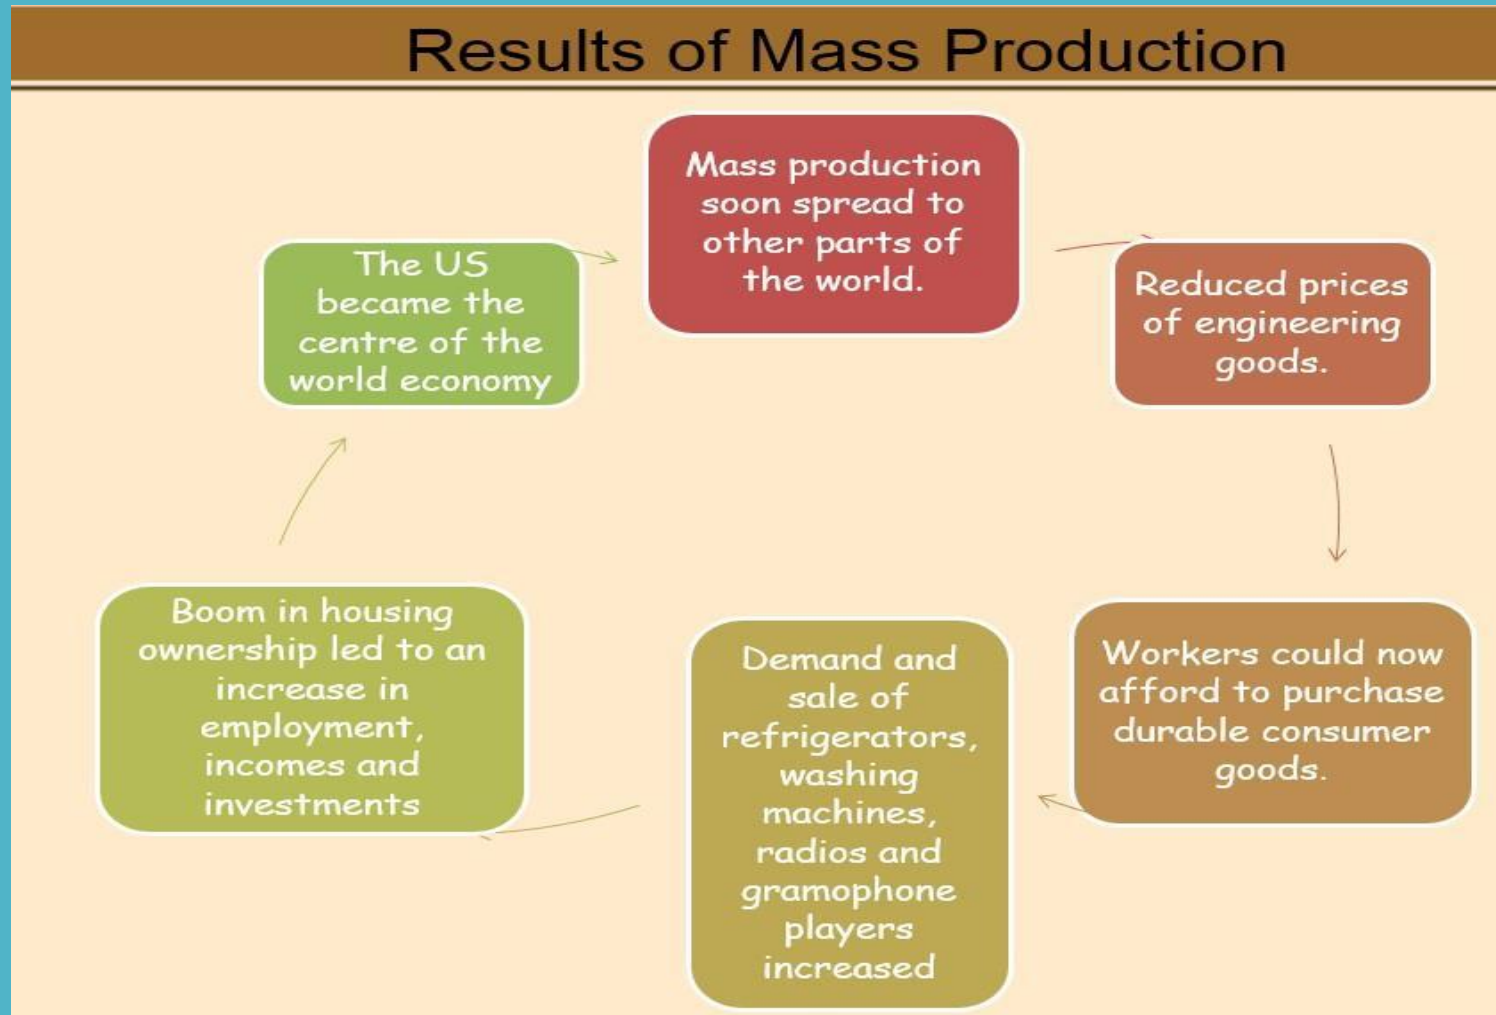 Results of Mass Production
Mass production
soon spread to
other parts of
the world.
Reduced prices
of engineering
goods.
Workers could now
afford to purchase
durable consumer
goods.
Demand and
sale of
refrigerators,
washing
machines,
radios and
gramophone
players
increased
Boom in housing
ownership led to an
increase in
employment,
incomes and
investments
The US
became the
centre of the
world economy